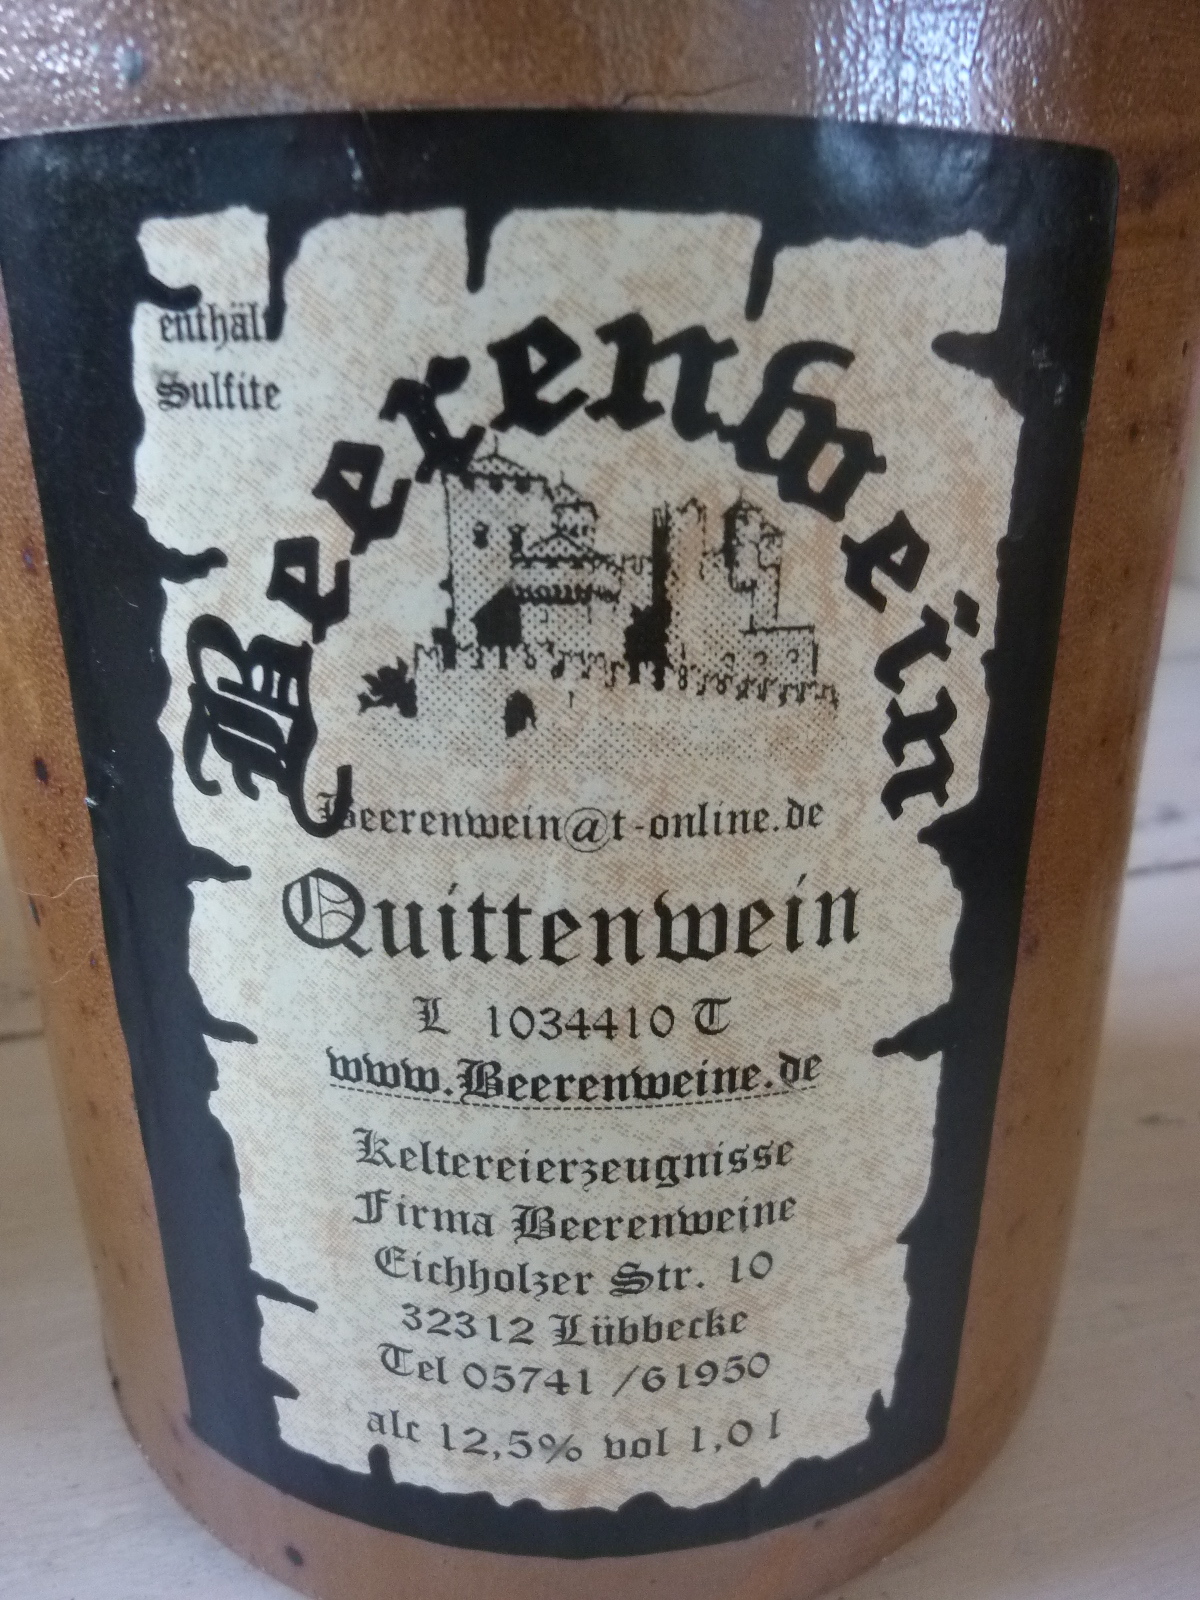 enthält
Sulfite
Beerenwein
Beerenwein@t-online.de
Quittenwein
L 1034410 T
www.Beerenweine.de
Keltereierzeugnisse
Firma Beerenweine
Eichholzer Str. 10
32312 Lübbecke
Tel 05741 /61950
alc 12,5% vol 1,0 l